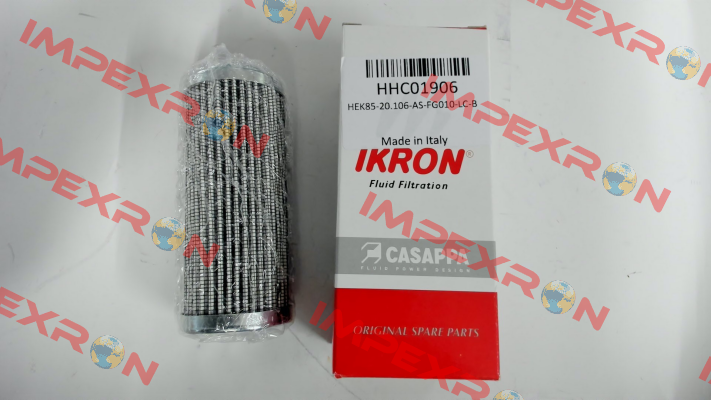 HHC01906
HEK85-20.106-AS-FG010-LC-B
Made in Italy
IKRON®
Fluid Filtration
CASAPPA
FLUID POWER DESIGN
ORIGINAL SPARE PARTS
IMPEXRON
IMPEXRON
IMPEXRON
IMPEXRON
IMPEXRON
IMPEXRON